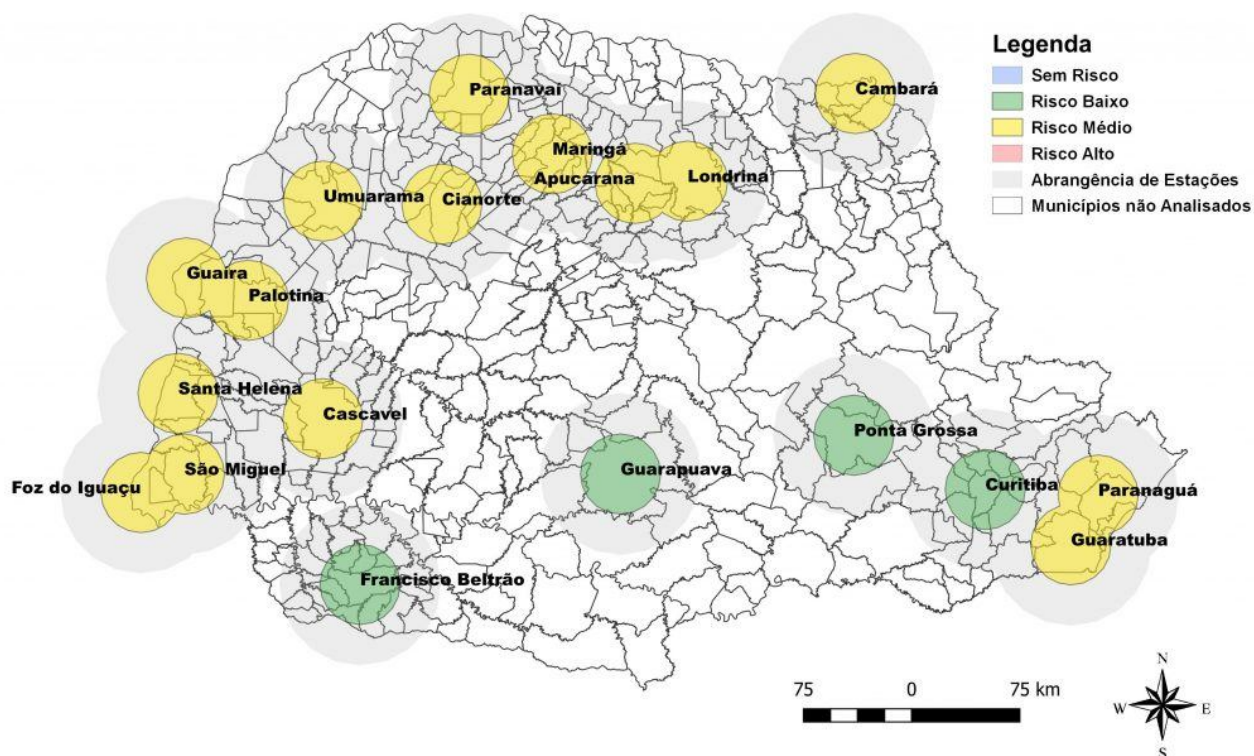 Legenda
Sem Risco
Risco Baixo
Risco Médio
Risco Alto
Abrangência de Estações
Municípios não Analisados
Paranavaí
Cambará
Maringá
Apucarana
Londrina
Umuarama
Cianorte
Guaíra
Palotina
Santa Helena
Cascavel
São Miguel
Foz do Iguaçu
Guarapuava
Ponta Grossa
Curitiba
Paranaguá
Guaratuba
Francisco Beltrão
75 0 75 km
N
W E
S